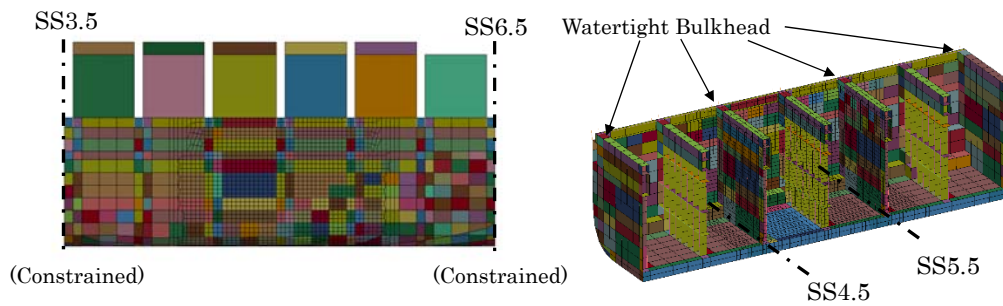 SS3.5
SS6.5
(Constrained)
(Constrained)
Watertight Bulkhead
SS5.5
SS4.5